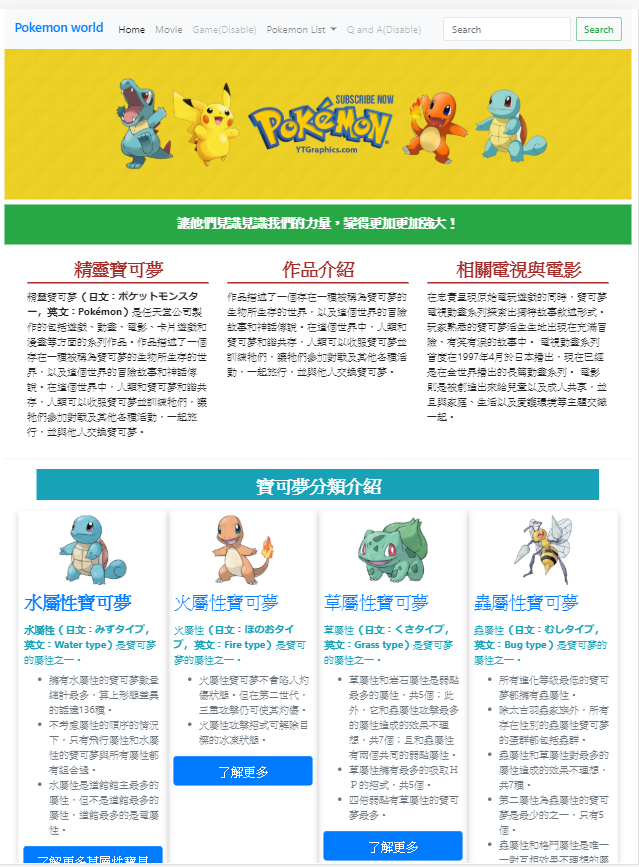 Pokemon world Home Movie Game(Disable) Pokemon List Q and A(Disable) Search Search
SUBSCRIBE NOW
POKéMON
YTGraphics.com
讓他們見識見識我們的力量，變得更加更加強大！
精靈寶可夢
精靈寶可夢（日文：ポケットモンスタ
ー，英文：Pokémon）是任天堂公司製
作的包括遊戲、動畫、電影、卡片遊戲和
漫畫等方面的系列作品。作品描述了一個
存在一種被稱為寶可夢的生物所生存的世
界，以及這個世界的冒險故事和神話傳
說。在這個世界中，人類和寶可夢和諧共
存，人類可以收服寶可夢並訓練牠們，讓
牠們參加對戰及其他各種活動，一起旅
行，並與他人交換寶可夢。
作品介紹
作品描述了一個存在一種被稱為寶可夢的
生物所生存的世界，以及這個世界的冒險
故事和神話傳說。在這個世界中，人類和
寶可夢和諧共存，人類可以收服寶可夢並
訓練牠們，讓牠們參加對戰及其他各種活
動，一起旅行，並與他人交換寶可夢。
相關電視與電影
在忠實呈現原始電玩遊戲的同時，寶可夢
電視動畫系列探索出獨特故事敘述形式。
玩家熟悉的寶可夢活生生地出現在充滿冒
險、有笑有淚的故事中。 電視動畫系列
首度在1997年4月於日本播出，現在已經
是在全世界播出的長篇動畫系列。 電影
則是被創造出來給兒童以及成人共享，並
且與家庭、生活以及愛護環境等主題交織
一起。
寶可夢分類介紹
水屬性寶可夢
水屬性（日文：みずタイプ，
英文：Water type）是寶可夢
的屬性之一。
擁有水屬性的寶可夢數量
總計最多，算上形態差異
的話達136種。
不考慮屬性的順序的情況
下，只有飛行屬性和水屬
性的寶可夢與所有屬性都
有組合過。
水屬性是道館館主最多的
屬性，但不是道館最多的
屬性，道館最多的是電屬
性。
了解更多其屬性寶貝
火屬性寶可夢
火屬性（日文：ほのおタイ
プ，英文：Fire type）是寶可
夢的屬性之一。
火屬性寶可夢不會陷入灼
傷狀態。但在第二世代，
三重攻擊仍可使其灼傷。
火屬性攻擊招式可解除目
標的冰凍狀態。
了解更多
草屬性寶可夢
草屬性（日文：くさタイプ，
英文：Grass type）是寶可夢
的屬性之一。
草屬性和岩石屬性是弱點
最多的屬性，共5個；此
外，它和蟲屬性攻擊最多
的屬性造成的效果不理
想，共7個；且和蟲屬性
有兩個共同的弱點屬性。
草屬性擁有最多的吸取HP
的招式，共5個。
四倍弱點有草屬性的寶可
夢最多。
了解更多
蟲屬性寶可夢
蟲屬性（日文：むしタイプ，
英文：Bug type）是寶可夢的
屬性之一。
所有進化等級最低的寶可
夢都擁有蟲屬性。
除太古羽蟲家族外，所有
存在性別的蟲屬性寶可夢
的蛋群都包括蟲群。
蟲屬性和草屬性對最多的
屬性造成的效果不理想，
共7種。
第二屬性為蟲屬性的寶可
夢是最少的之一，只有5
個。
蟲屬性和格鬥屬性是唯一
一對互相效果不理想的屬